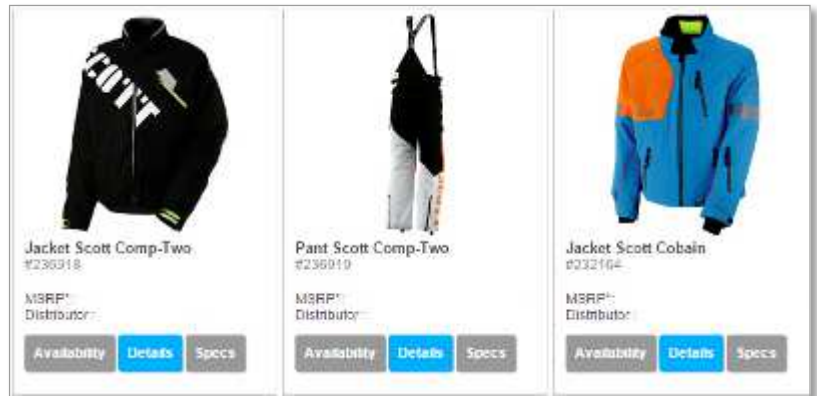 SCOTT
Jacket Scott Comp-Two
#236918
MSRP*:
Distributor:
Availability Details Specs
Pant Scott Comp-Two
#236919
MSRP*:
Distributor:
Availability Details Specs
Jacket Scott Cobain
#232164
MSRP*:
Distributor:
Availability Details Specs